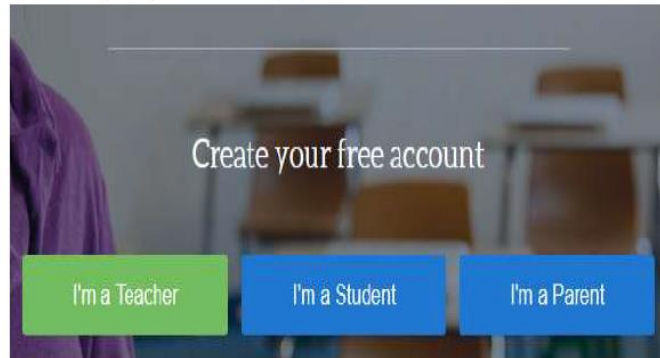 Create your free account
I'm a Teacher
I'm a Student
I'm a Parent